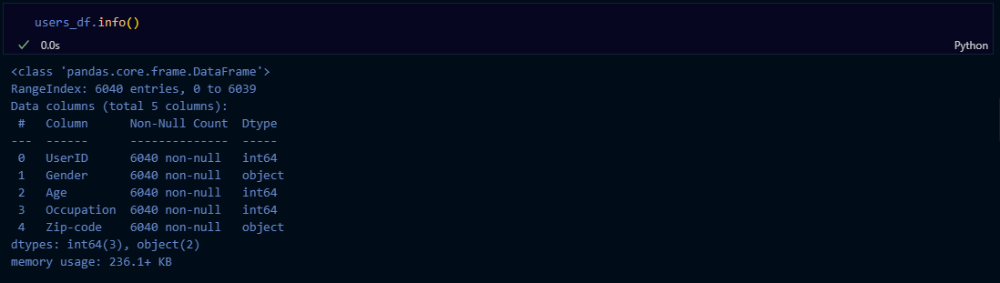 users_df.info()
0.0s
Python
<class 'pandas.core.frame.DataFrame'>
RangeIndex: 6040 entries, 0 to 6039
Data columns (total 5 columns):
 #   Column      Non-Null Count  Dtype
---  ------      --------------  -----
 0   UserID      6040 non-null   int64
 1   Gender      6040 non-null   object
 2   Age         6040 non-null   int64
 3   Occupation  6040 non-null   int64
 4   Zip-code    6040 non-null   object
dtypes: int64(3), object(2)
memory usage: 236.1+ KB